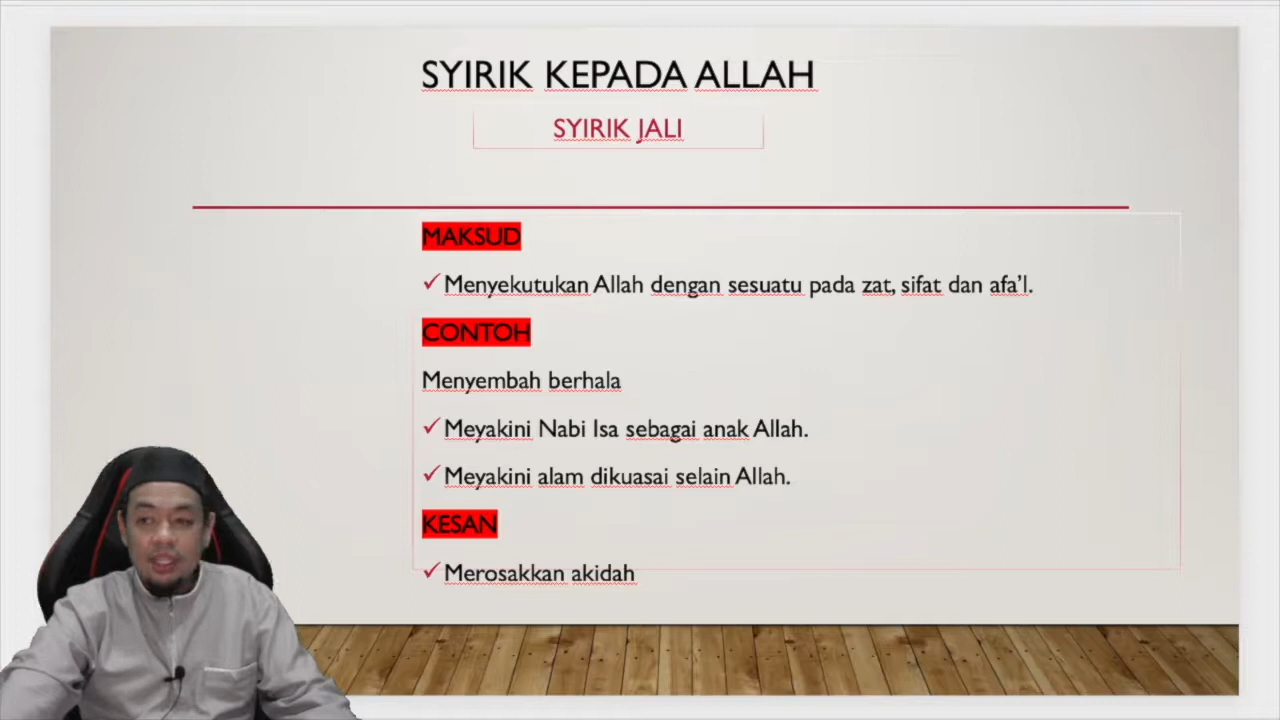 SYIRIK KEPADA ALLAH
SYIRIK JALI
MAKSUD
✓ Menyekutukan Allah dengan sesuatu pada zat, sifat dan afa'l.
CONTOH
Menyembah berhala
✓ Meyakini Nabi Isa sebagai anak Allah.
✓ Meyakini alam dikuasai selain Allah.
KESAN
✓ Merosakkan akidah